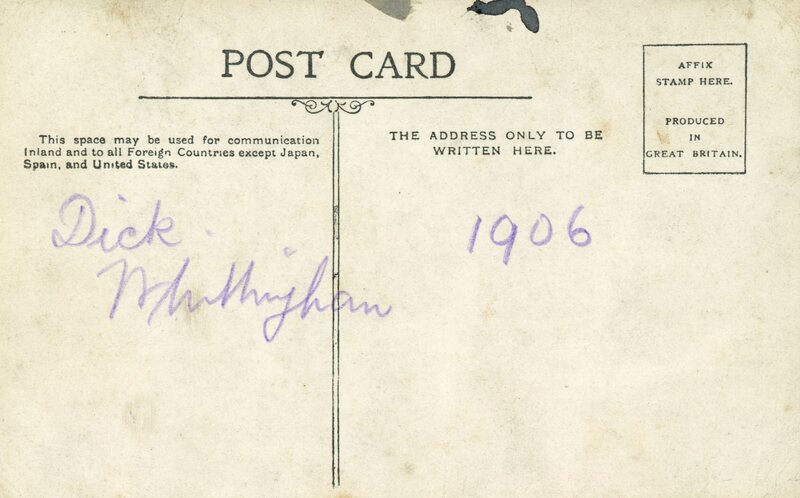 POST CARD
This space may be used for communication
Inland and to all Foreign Countries except Japan,
Spain, and United States.
THE ADDRESS ONLY TO BE
WRITTEN HERE.
AFFIX
STAMP HERE.
PRODUCED
IN
GREAT BRITAIN.
Dick.
Whittinghan
1906